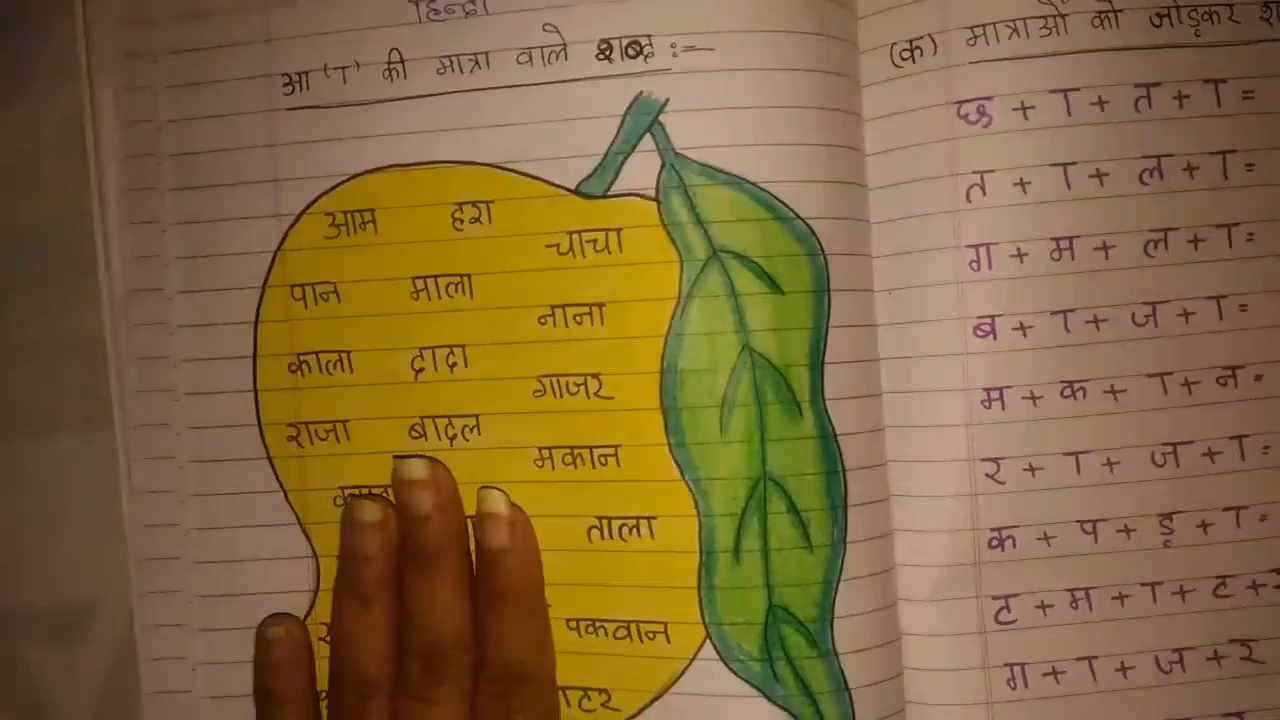 हिन्दी
आ 'ा' की मात्रा वाले शब्द :-
आम हरा चाचा
पान माला नाना
काला दादा गाजर
राजा बादल मकान
ताला
पकवान
(क) मात्राओं को जोड़कर
छ + ा + त + ा =
त + ा + ल + ा =
ग + म + ल + ा =
ब + ा + ज + ा =
म + क + ा + न =
र + ा + ज + ा =
क + प + ड़ + ा =
ट + म + ा + ट +
ग + ा + ज + र